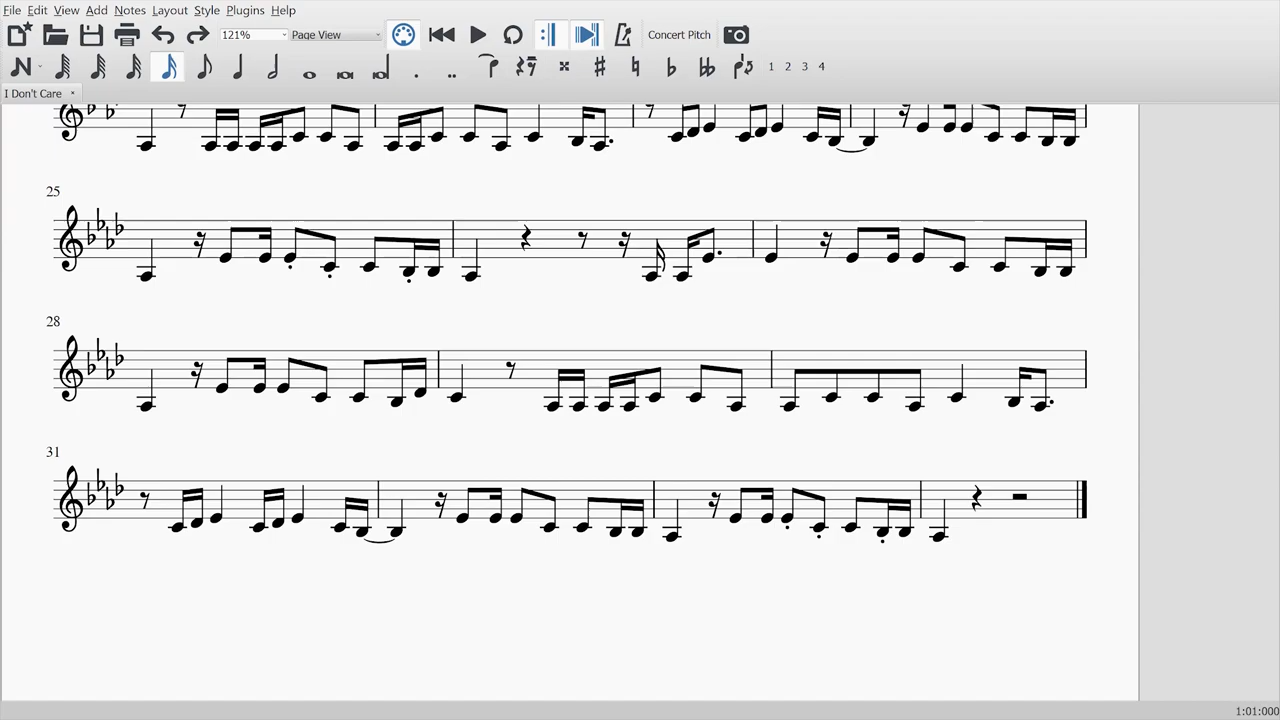 File Edit View Add Notes Layout Style Plugins Help
121% Page View Concert Pitch
1 2 3 4
I Don't Care ×
25
28
31
1:01:000